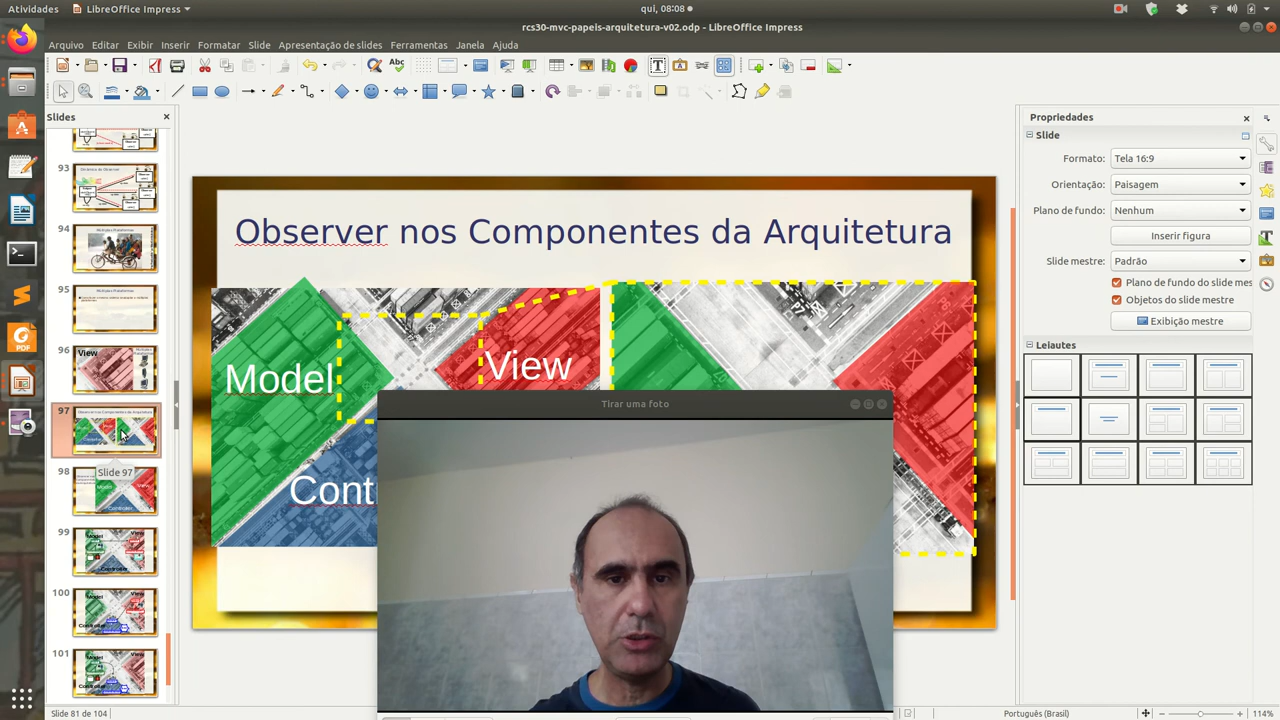 Atividades
LibreOffice Impress
qui, 08:08
rcs30-mvc-papeis-arquitetura-v02.odp - LibreOffice Impress
Arquivo Editar Exibir Inserir Formatar Slide Apresentação de slides Ferramentas Janela Ajuda
Abc
Slides
93
94
95
96
View
97
Slide 97
98
99
100
101
Observer nos Componentes da Arquitetura
Model
View
Cont
Tirar uma foto
Propriedades
Slide
Formato: Tela 16:9
Orientação: Paisagem
Plano de fundo: Nenhum
Inserir figura
Slide mestre: Padrão
Plano de fundo do slide mes
Objetos do slide mestre
Exibição mestre
Leiautes
Slide 81 de 104
Português (Brasil)
114%